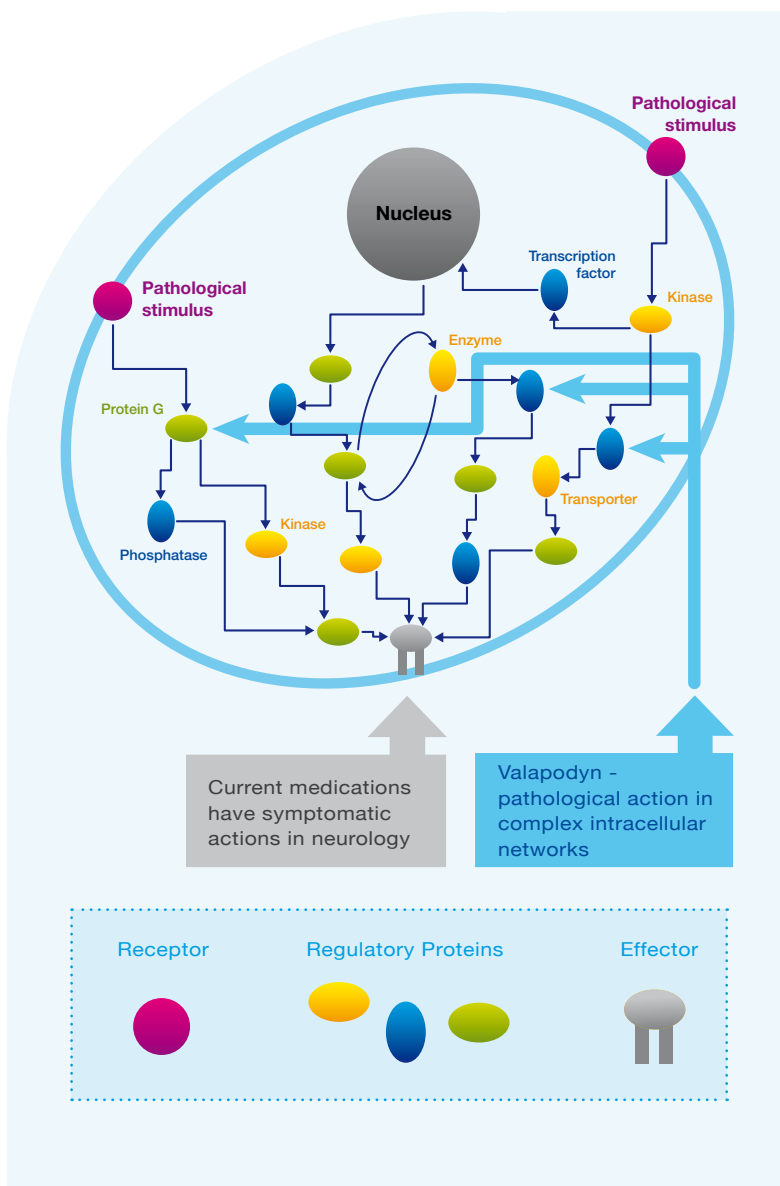 Pathological
stimulus
Nucleus
Transcription
factor
Pathological
stimulus
Kinase
Enzyme
Protein G
Transporter
Kinase
Phosphatase
Current medications
have symptomatic
actions in neurology
Valapodyn -
pathological action in
complex intracellular
networks
Receptor
Regulatory Proteins
Effector